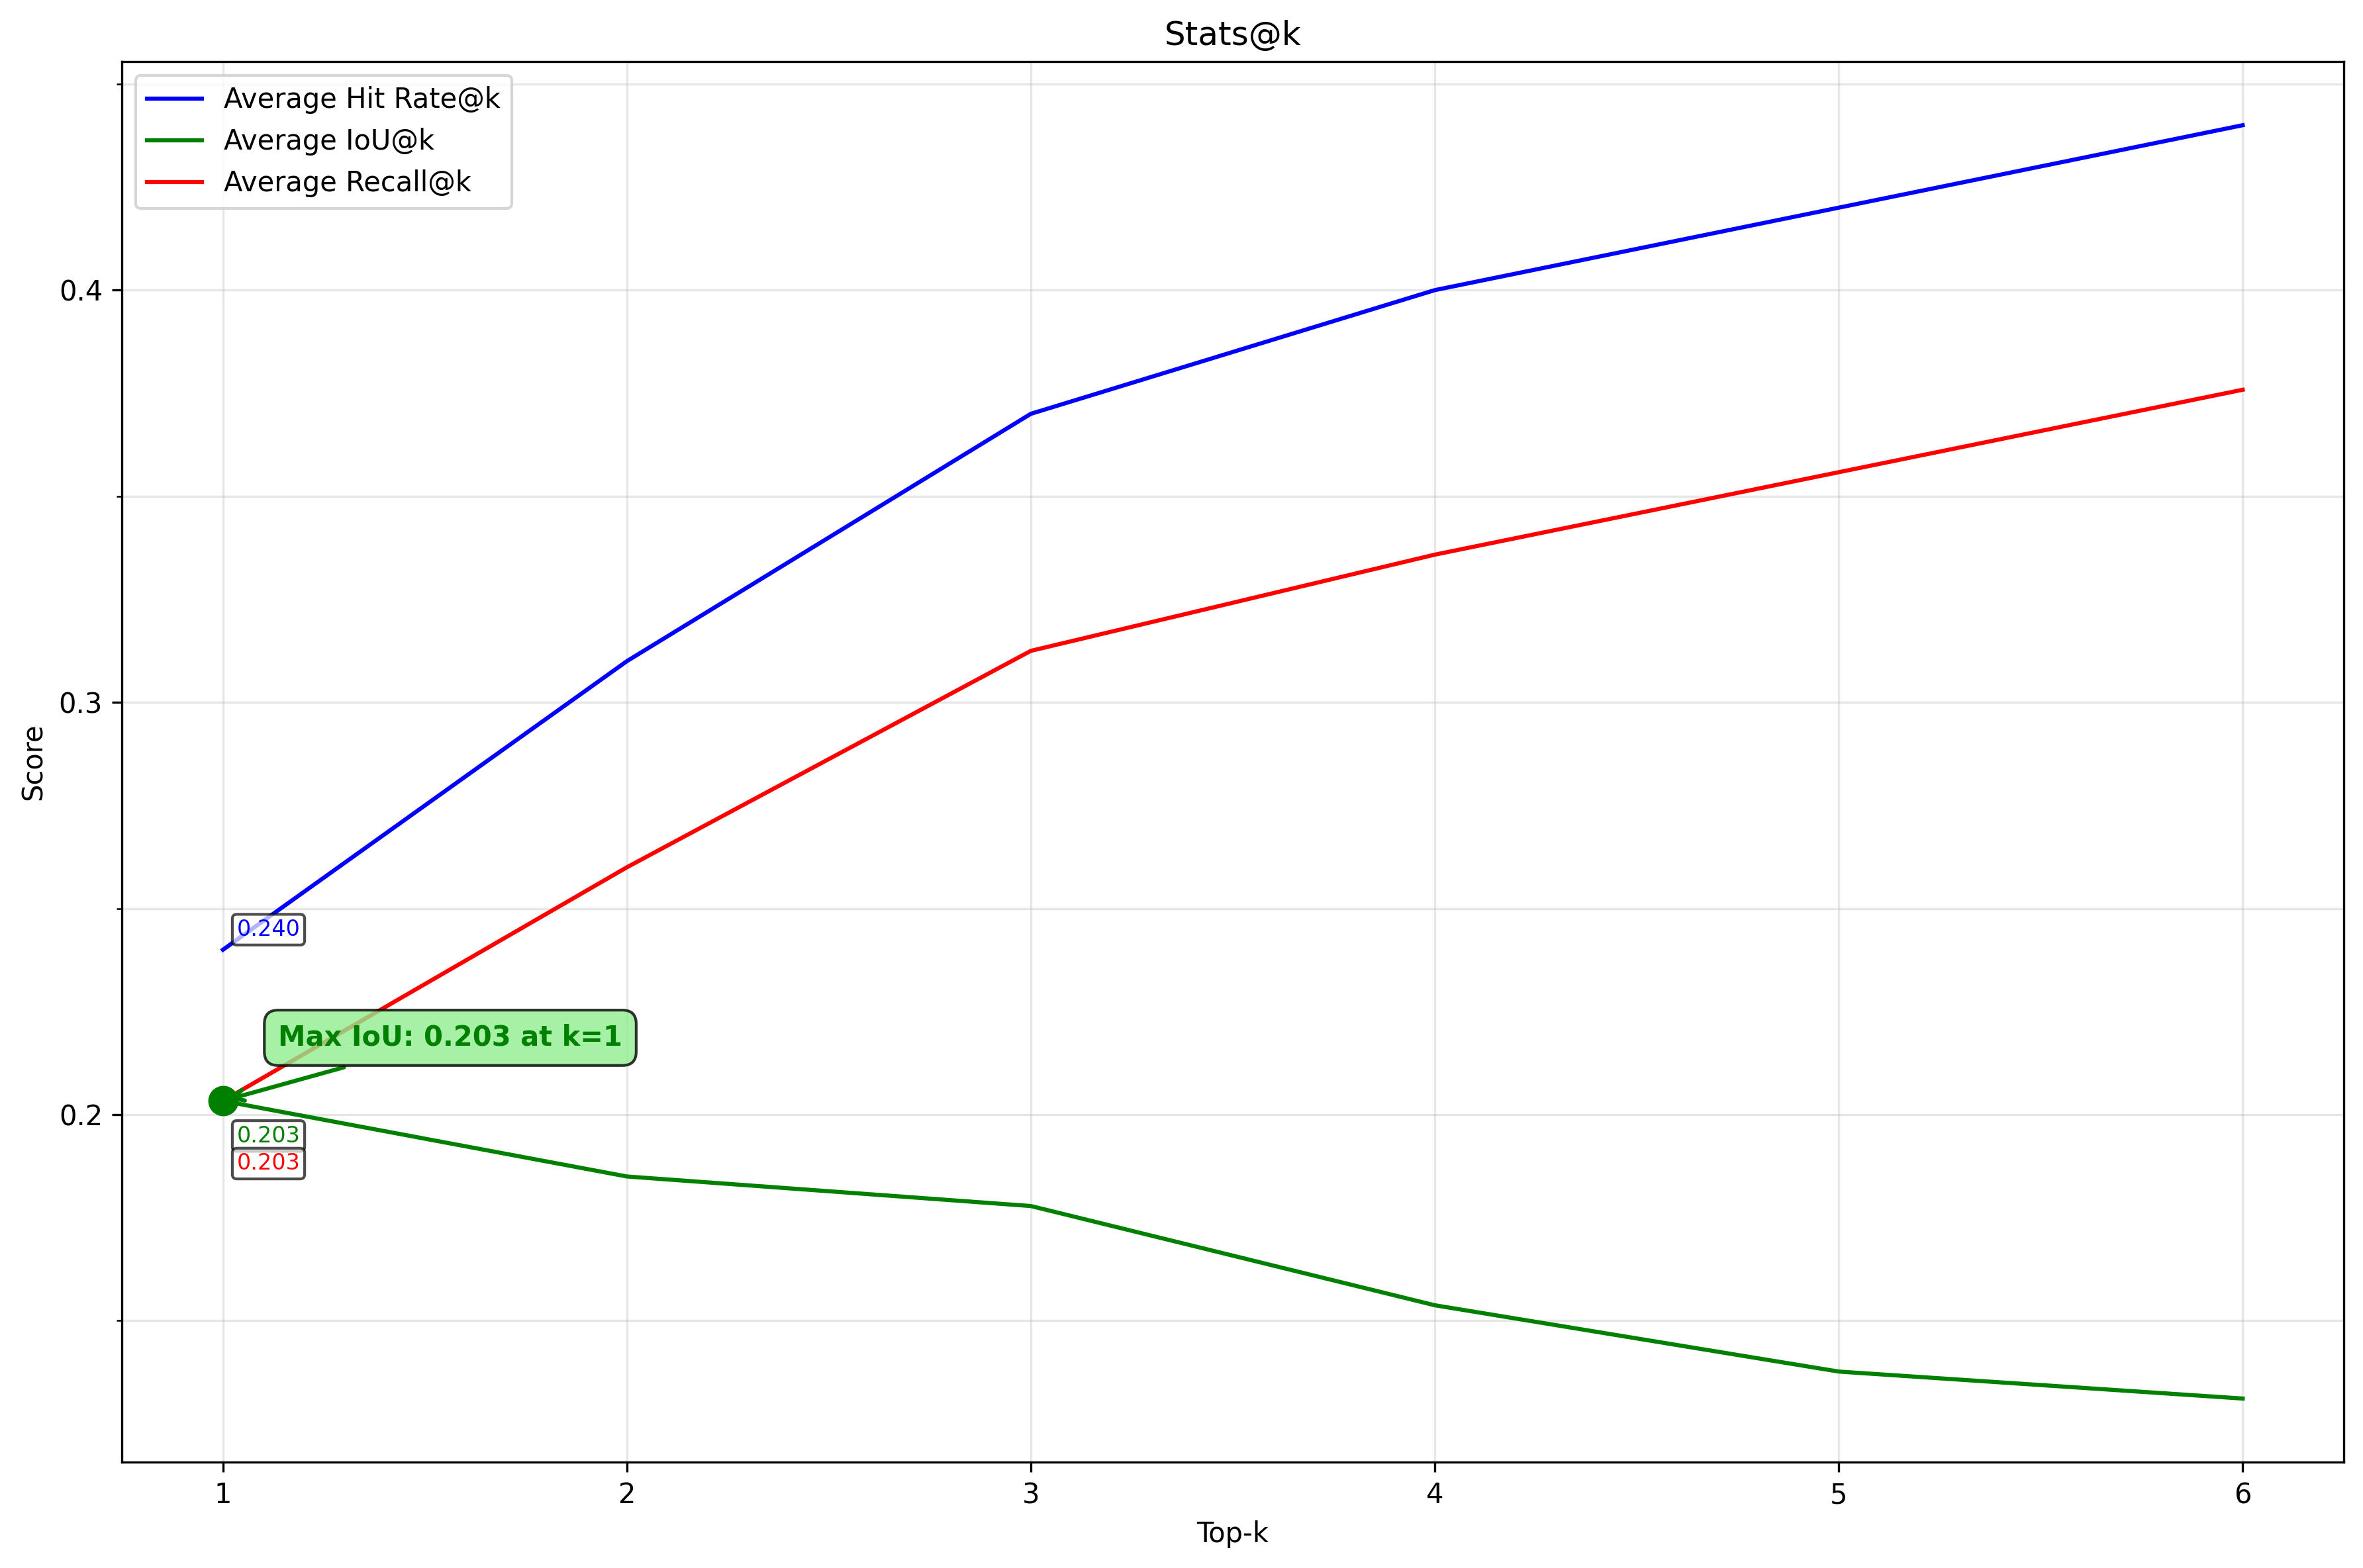 Stats@k
Average Hit Rate@k
Average IoU@k
Average Recall@k
0.4
0.3
0.2
Score
0.240
Max IoU: 0.203 at k=1
0.203
0.203
1 2 3 4 5 6
Top-k